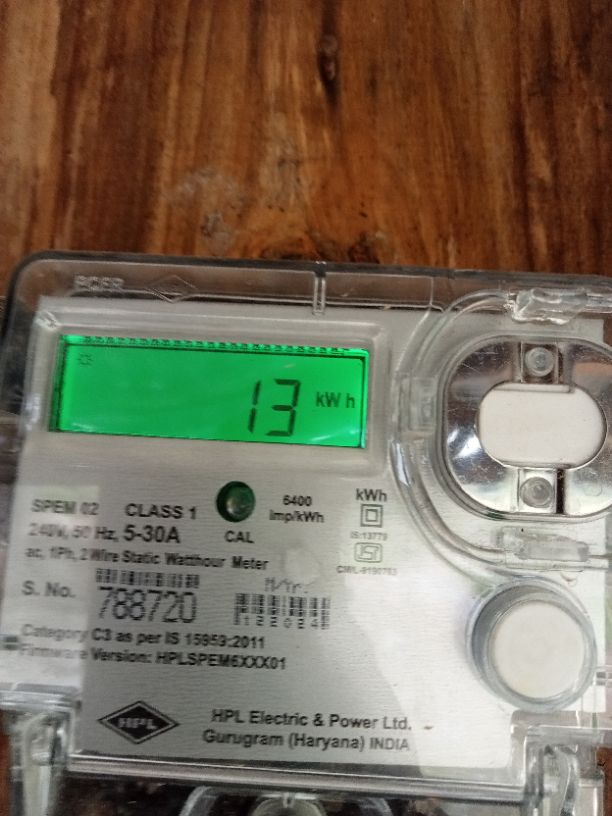 13 kWh
SPEM 02 CLASS 1
CAL
6400
imp/kWh
kWh
IS:13779
240V, 50 Hz, 5-30A
ac, 1Ph, 2 Wire Static Watthour Meter
S. No. 788720
122024
Category C3 as per IS 15959:2011
Firmware Version: HPLSPEM6XXX01
HPL
HPL Electric & Power Ltd.
Gurugram (Haryana) INDIA